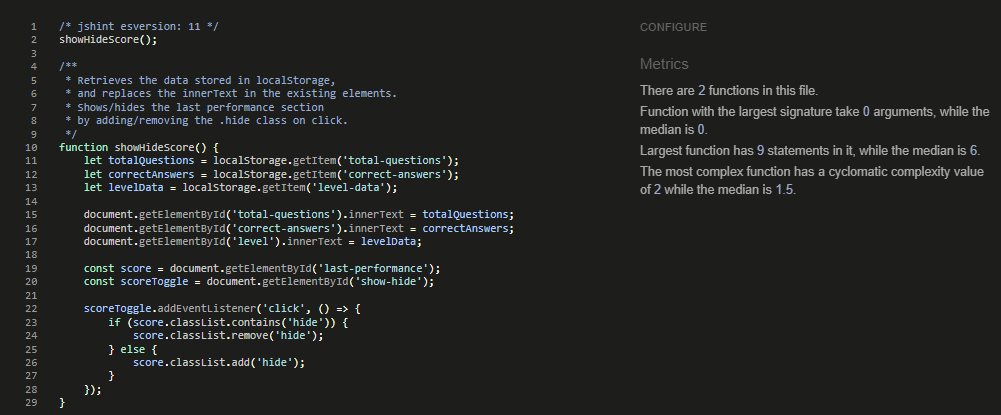 1 /* jshint esversion: 11 */
2 showHideScore();
3
4 /**
5  * Retrieves the data stored in localStorage,
6  * and replaces the innerText in the existing elements.
7  * Shows/hides the last performance section
8  * by adding/removing the .hide class on click.
9  */
10 function showHideScore() {
11     let totalQuestions = localStorage.getItem('total-questions');
12     let correctAnswers = localStorage.getItem('correct-answers');
13     let levelData = localStorage.getItem('level-data');
14
15     document.getElementById('total-questions').innerText = totalQuestions;
16     document.getElementById('correct-answers').innerText = correctAnswers;
17     document.getElementById('level').innerText = levelData;
18
19     const score = document.getElementById('last-performance');
20     const scoreToggle = document.getElementById('show-hide');
21
22     scoreToggle.addEventListener('click', () => {
23         if (score.classList.contains('hide')) {
24             score.classList.remove('hide');
25         } else {
26             score.classList.add('hide');
27         }
28     });
29 }
CONFIGURE
Metrics
There are 2 functions in this file.
Function with the largest signature take 0 arguments, while the
median is 0.
Largest function has 9 statements in it, while the median is 6.
The most complex function has a cyclomatic complexity value
of 2 while the median is 1.5.